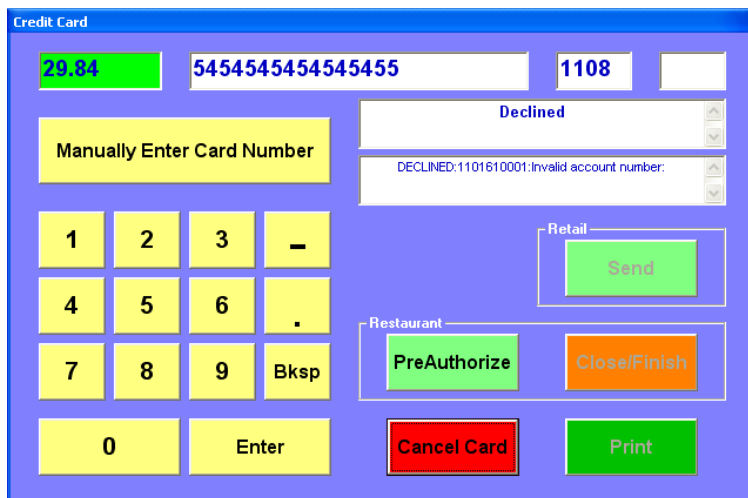 Credit Card
29.84
5454545454545455
1108
Declined
Manually Enter Card Number
DECLINED:1101610001:Invalid account number:
1
2
3
-
Retail
Send
4
5
6
.
Restaurant
7
8
9
Bksp
PreAuthorize
Close/Finish
0
Enter
Cancel Card
Print